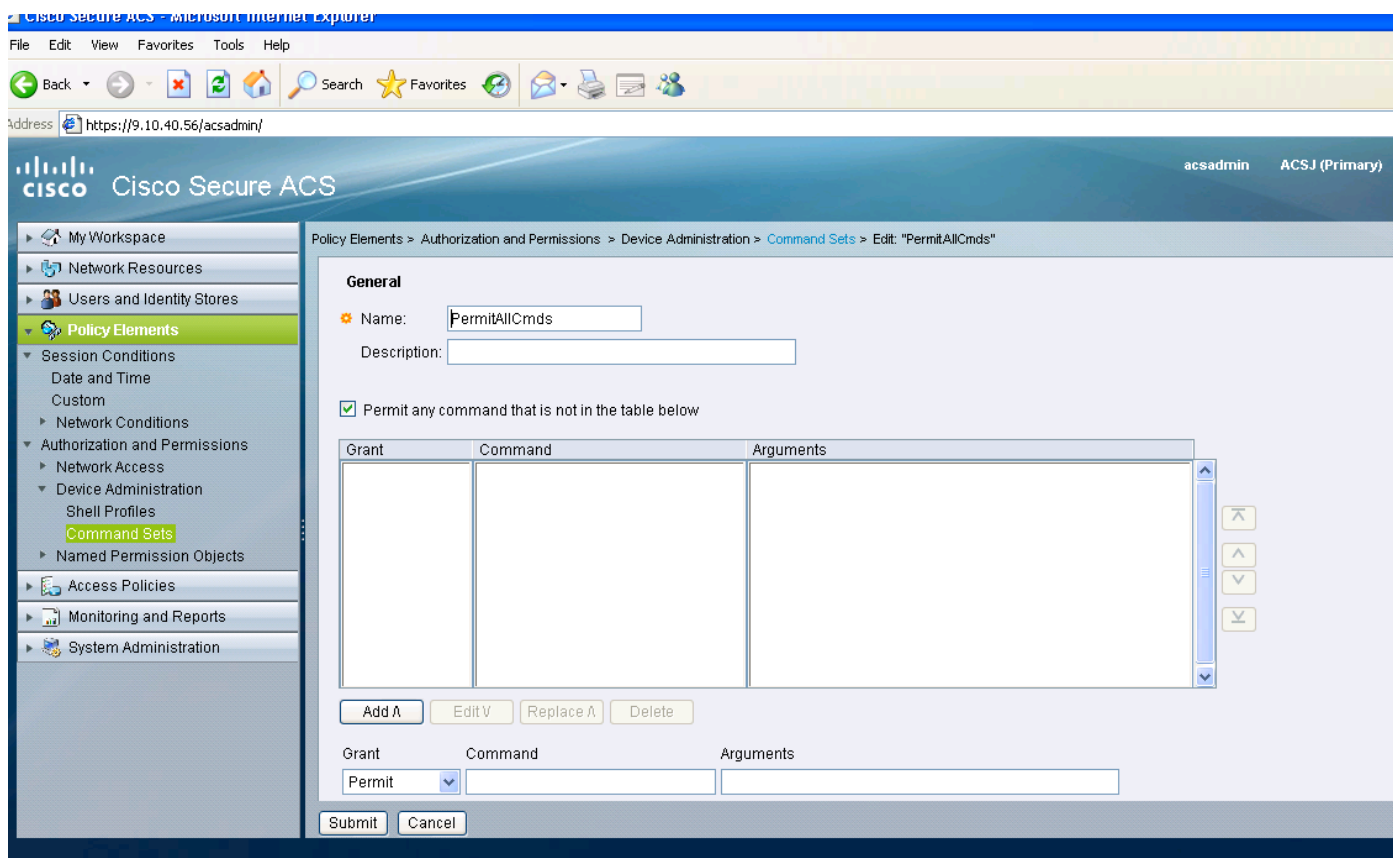 Cisco Secure ACS - Microsoft Internet Explorer
File Edit View Favorites Tools Help
Back Search Favorites
Address https://9.10.40.56/acsadmin/
CISCO Cisco Secure ACS
acsadmin ACSJ (Primary)
My Workspace
Network Resources
Users and Identity Stores
Policy Elements
Session Conditions
Date and Time
Custom
Network Conditions
Authorization and Permissions
Network Access
Device Administration
Shell Profiles
Command Sets
Named Permission Objects
Access Policies
Monitoring and Reports
System Administration
Policy Elements > Authorization and Permissions > Device Administration > Command Sets > Edit: "PermitAllCmds"
General
Name: PermitAllCmds
Description:
Permit any command that is not in the table below
Grant Command Arguments
Add Λ Edit V Replace Λ Delete
Grant Command Arguments
Permit
Submit Cancel